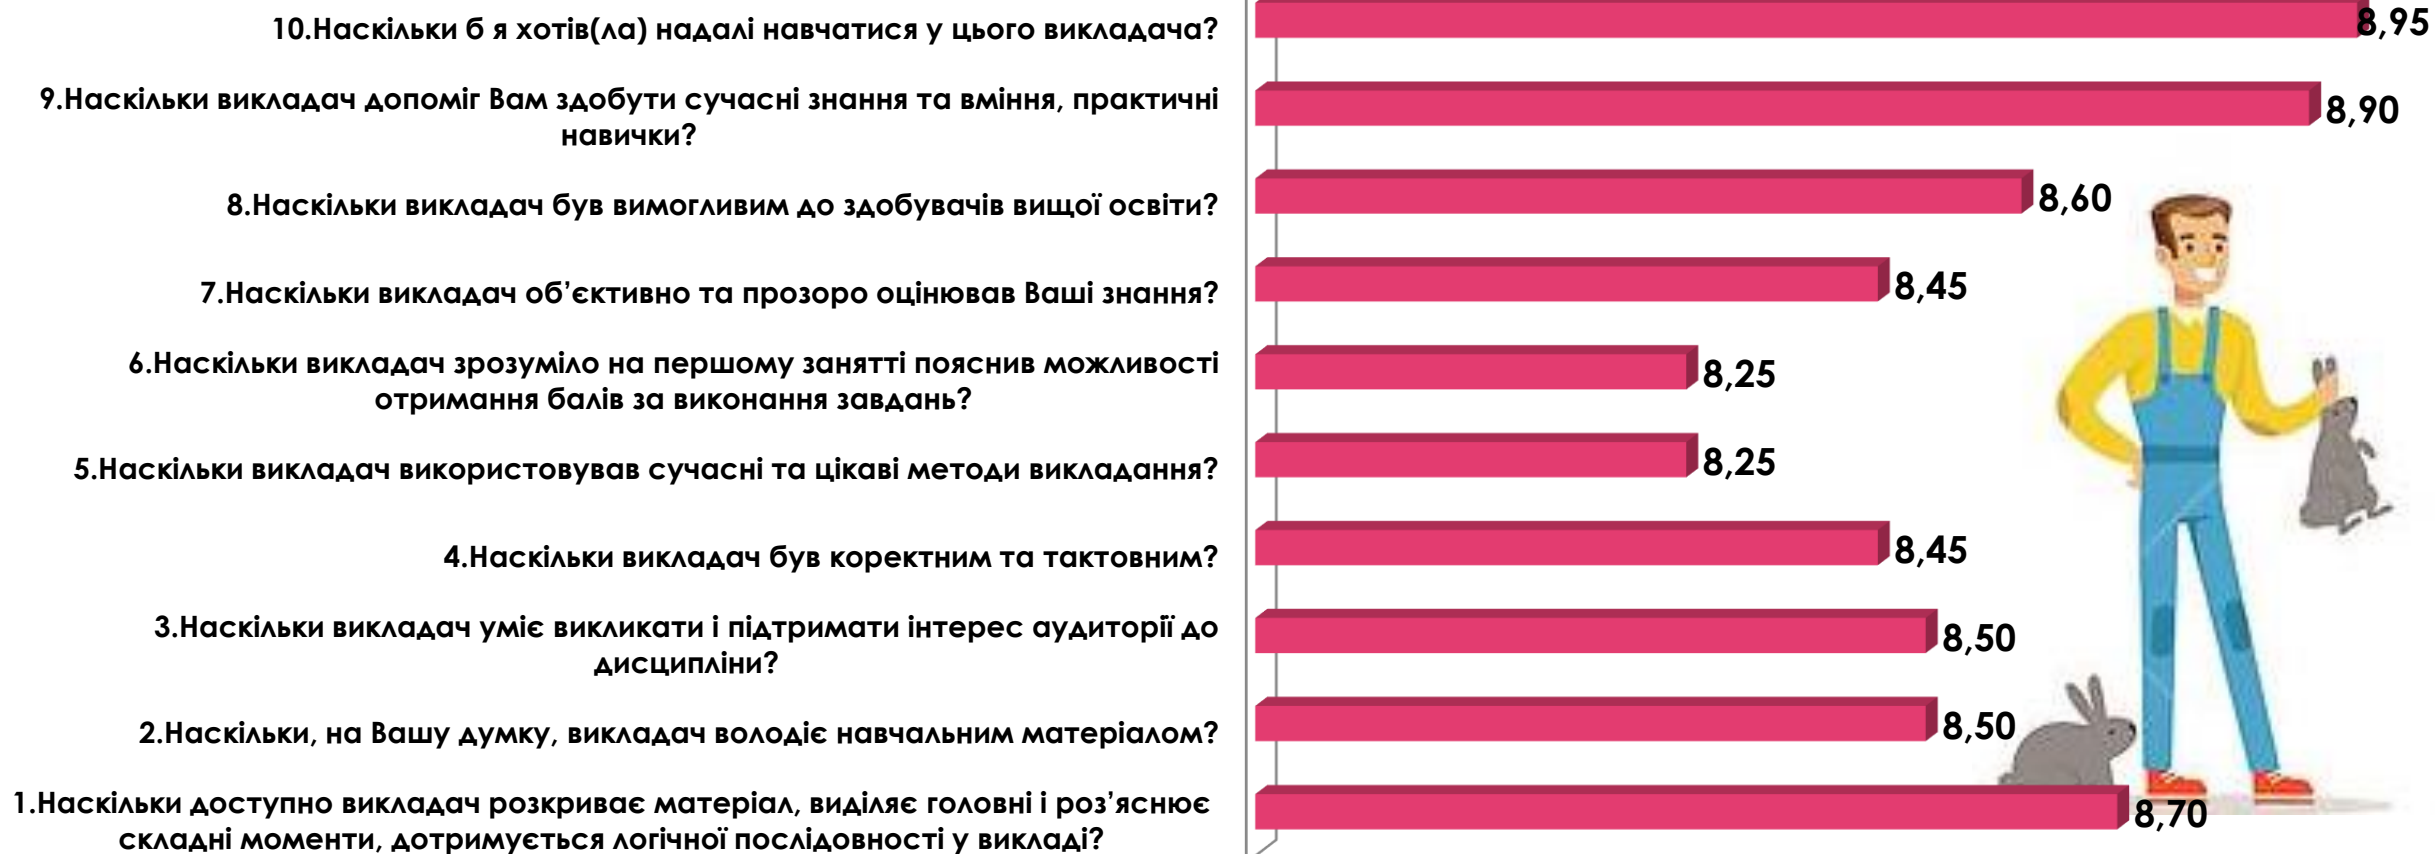 10.Наскільки б я хотів(ла) надалі навчатися у цього викладача?
8,95
9.Наскільки викладач допоміг Вам здобути сучасні знання та вміння, практичні
навички?
8,90
8.Наскільки викладач був вимогливим до здобувачів вищої освіти?
8,60
7.Наскільки викладач об’єктивно та прозоро оцінював Ваші знання?
8,45
6.Наскільки викладач зрозуміло на першому занятті пояснив можливості
отримання балів за виконання завдань?
8,25
5.Наскільки викладач використовував сучасні та цікаві методи викладання?
8,25
4.Наскільки викладач був коректним та тактовним?
8,45
3.Наскільки викладач уміє викликати і підтримати інтерес аудиторії до
дисципліни?
8,50
2.Наскільки, на Вашу думку, викладач володіє навчальним матеріалом?
8,50
1.Наскільки доступно викладач розкриває матеріал, виділяє головні і роз’яснює
складні моменти, дотримується логічної послідовності у викладі?
8,70